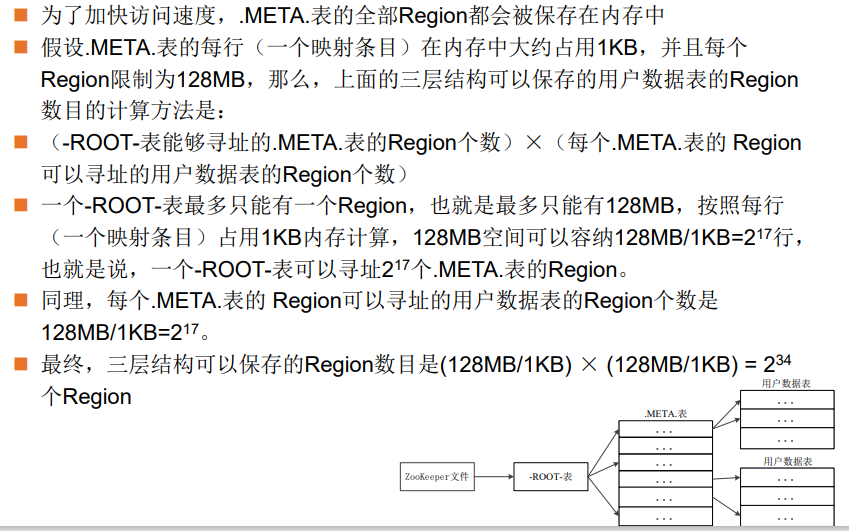 为了加快访问速度，.META.表的全部Region都会被保存在内存中
假设.META.表的每行（一个映射条目）在内存中大约占用1KB，并且每个
Region限制为128MB，那么，上面的三层结构可以保存的用户数据表的Region
数目的计算方法是：
（-ROOT-表能够寻址的.META.表的Region个数）×（每个.META.表的 Region
可以寻址的用户数据表的Region个数）
一个-ROOT-表最多只能有一个Region，也就是最多只能有128MB，按照每行
（一个映射条目）占用1KB内存计算，128MB空间可以容纳128MB/1KB=2¹⁷行，
也就是说，一个-ROOT-表可以寻址2¹⁷个.META.表的Region。
同理，每个.META.表的 Region可以寻址的用户数据表的Region个数是
128MB/1KB=2¹⁷。
最终，三层结构可以保存的Region数目是(128MB/1KB) × (128MB/1KB) = 2³⁴
个Region
ZooKeeper文件
-ROOT-表
.META.表
...
...
...
...
...
...
用户数据表
...
...
...
用户数据表
...
...
...